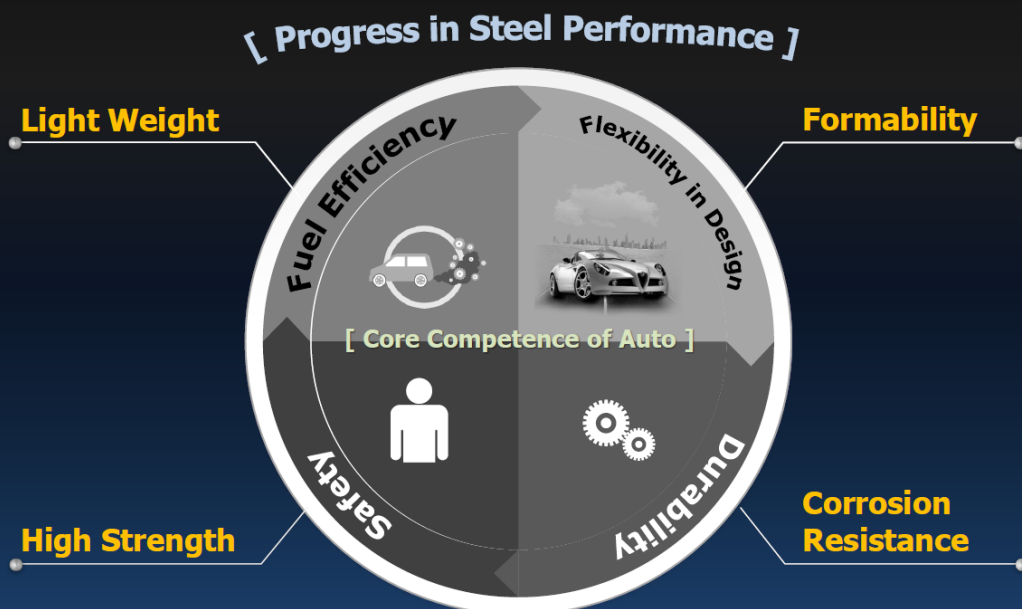 [ Progress in Steel Performance ]
Light Weight
Formability
Fuel Efficiency
Flexibility in Design
[ Core Competence of Auto ]
Safety
Durability
High Strength
Corrosion
Resistance